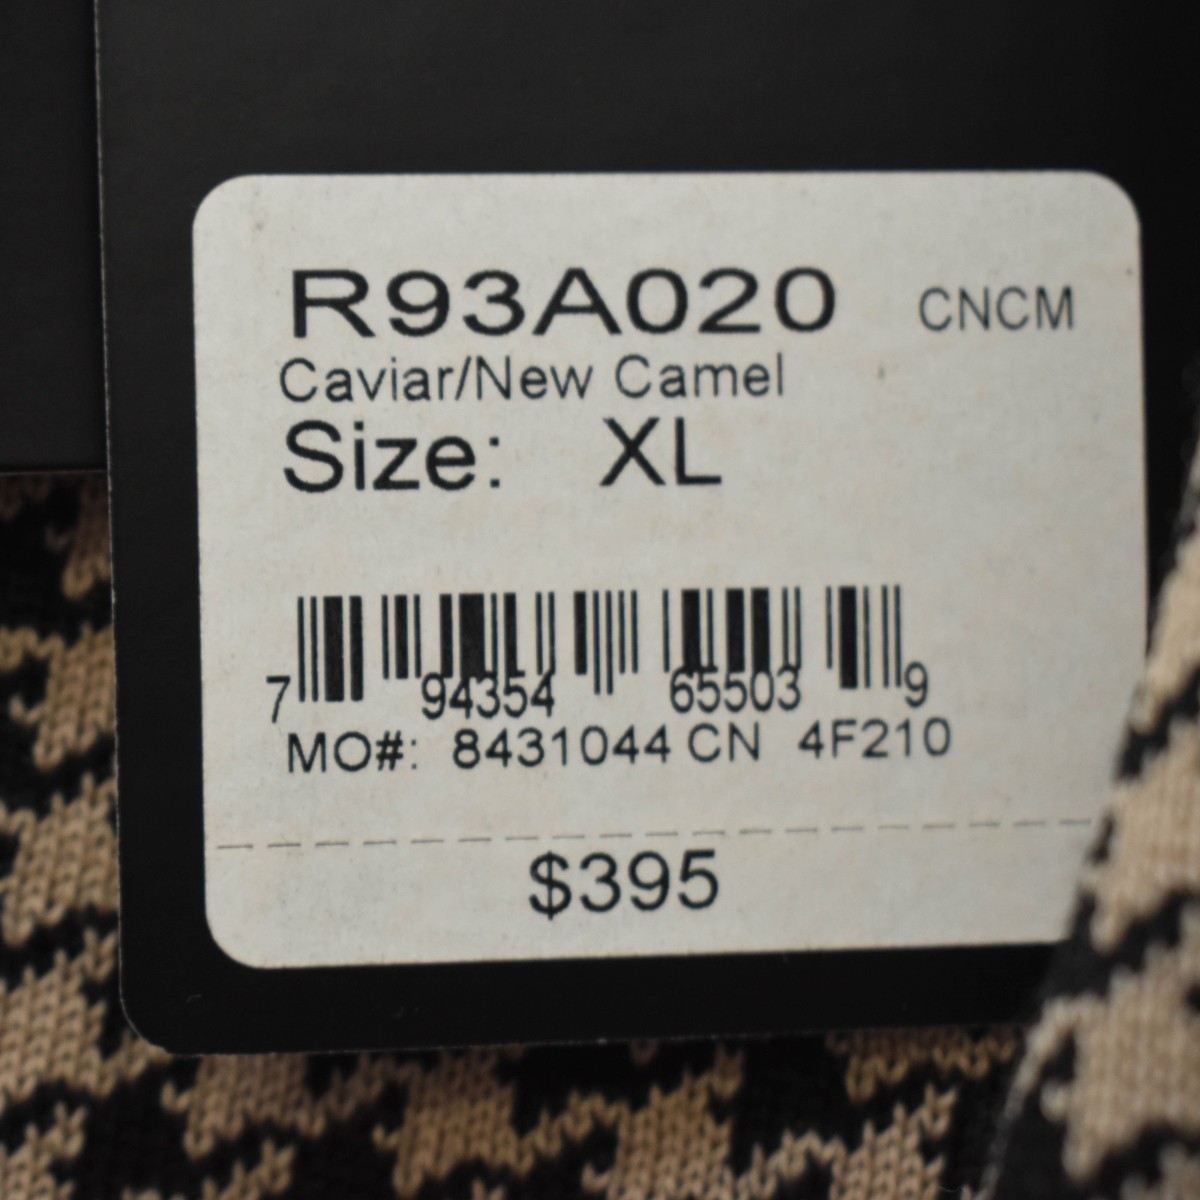 R93A020 CNCM
Caviar/New Camel
Size: XL
7 94354 65503 9
MO#: 8431044 CN 4F210
$395